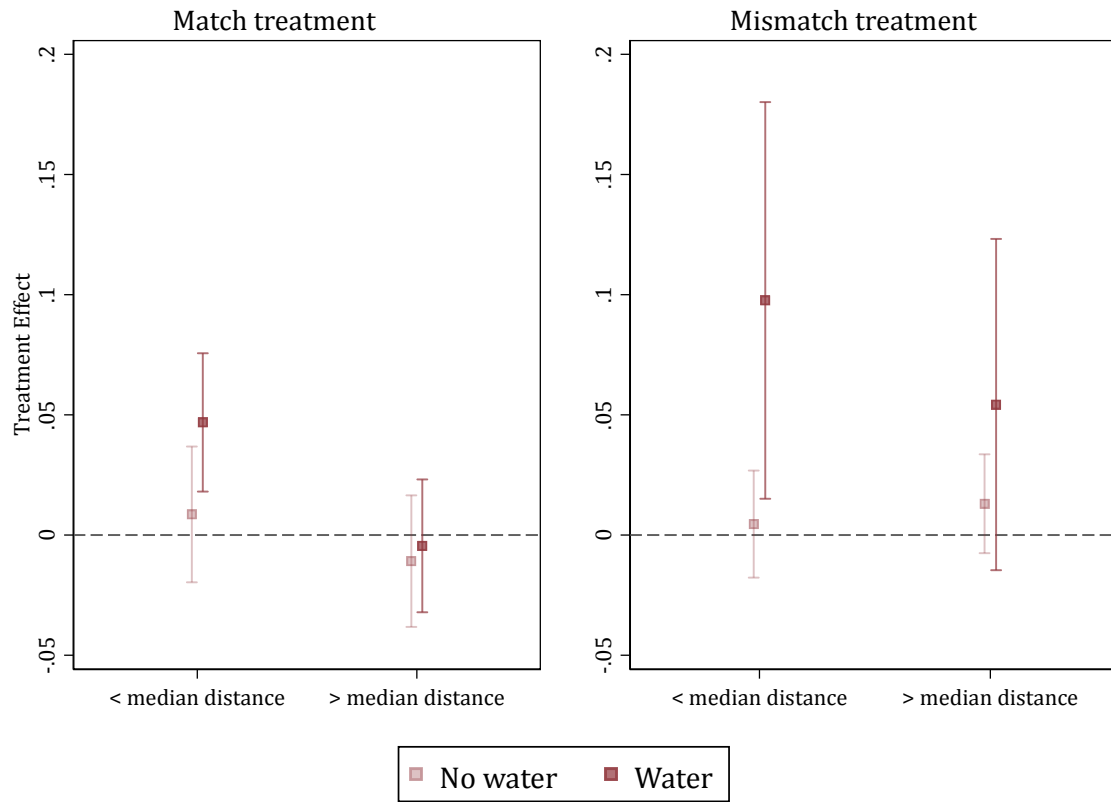 Match treatment
Mismatch treatment
Treatment Effect
.2
.15
.1
.05
0
-.05
< median distance
> median distance
.2
.15
.1
.05
0
-.05
< median distance
> median distance
No water
Water